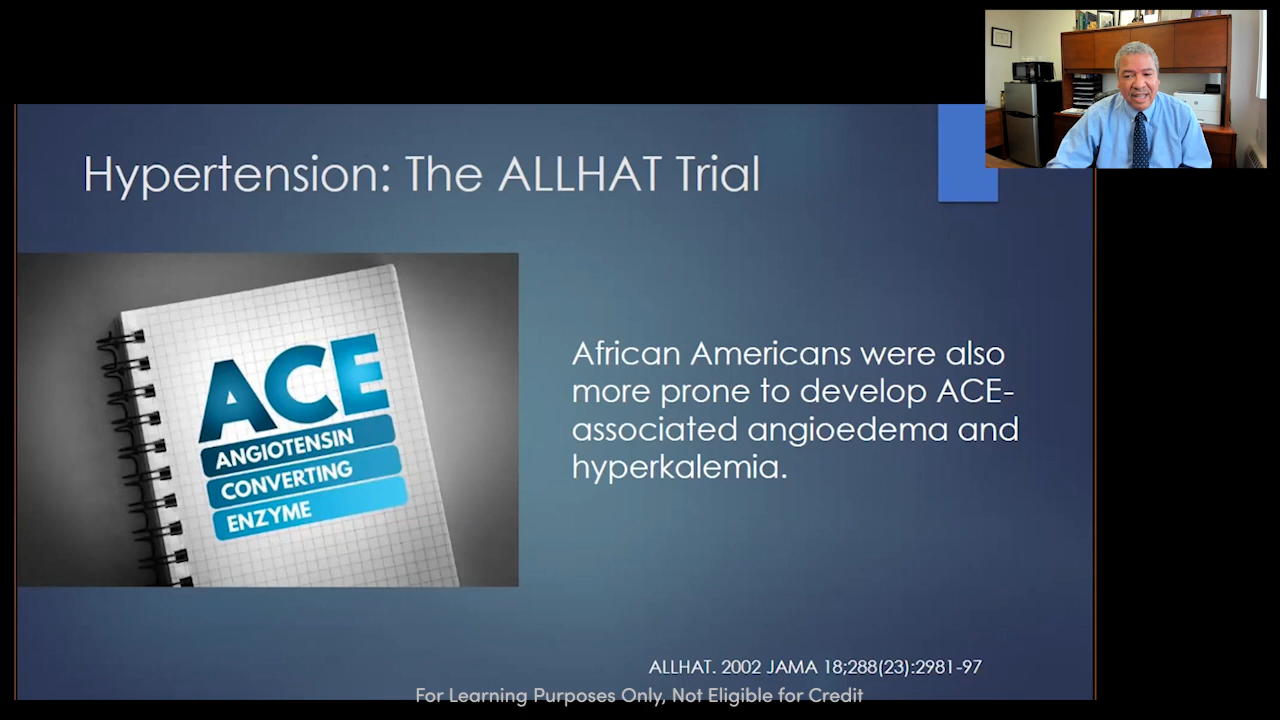 Hypertension: The ALLHAT Trial
ACE
ANGIOTENSIN
CONVERTING
ENZYME
African Americans were also
more prone to develop ACE-
associated angioedema and
hyperkalemia.
ALLHAT. 2002 JAMA 18;288(23):2981-97
For Learning Purposes Only, Not Eligible for Credit